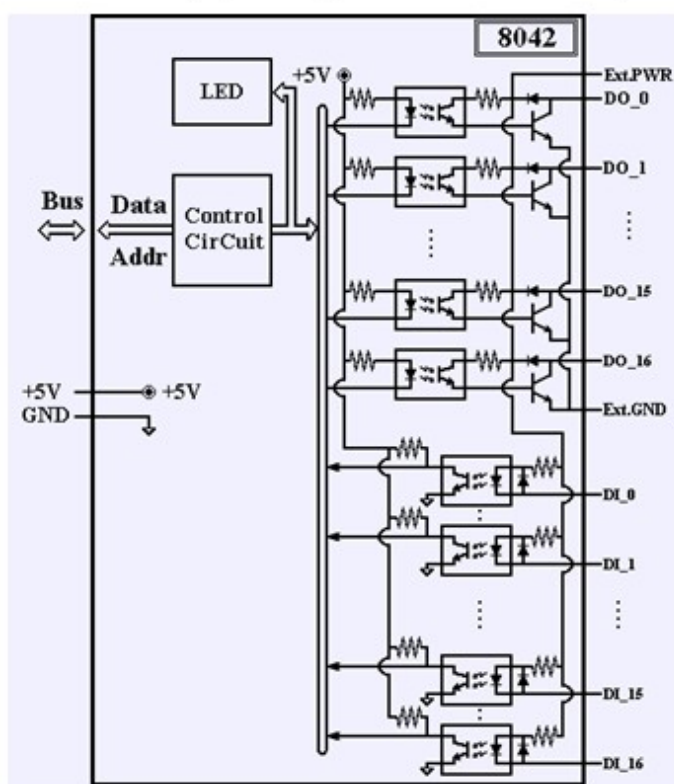 8042
+5V
Ext.PWR
LED
DO_0
DO_1
Bus
Data
Control
CirCuit
Addr
DO_15
DO_16
+5V
+5V
GND
Ext.GND
DI_0
DI_1
DI_15
DI_16